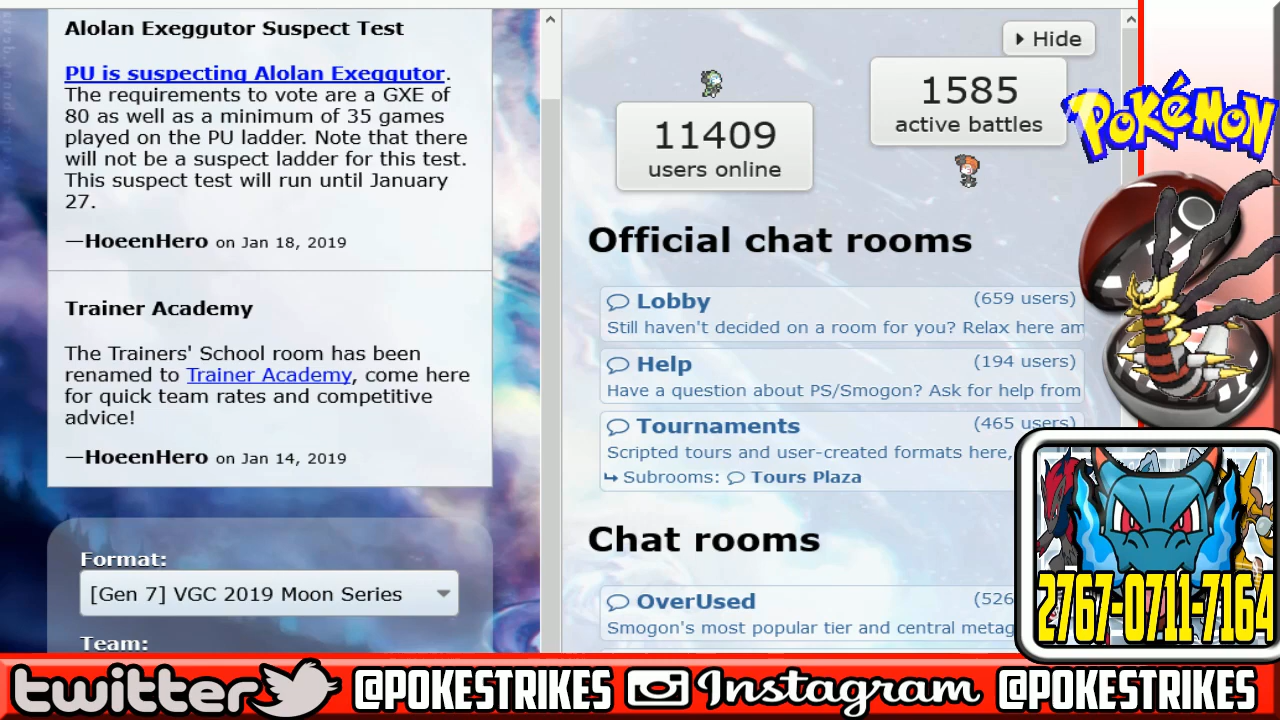 Alolan Exeggutor Suspect Test
PU is suspecting Alolan Exeggutor.
The requirements to vote are a GXE of
80 as well as a minimum of 35 games
played on the PU ladder. Note that there
will not be a suspect ladder for this test.
This suspect test will run until January
27.
—HoeenHero on Jan 18, 2019
Trainer Academy
The Trainers' School room has been
renamed to Trainer Academy, come here
for quick team rates and competitive
advice!
—HoeenHero on Jan 14, 2019
Format:
[Gen 7] VGC 2019 Moon Series
Team:
Hide
11409
users online
1585
active battles
Official chat rooms
Lobby (659 users)
Still haven't decided on a room for you? Relax here am
Help (194 users)
Have a question about PS/Smogon? Ask for help from
Tournaments (465 users)
Scripted tours and user-created formats here,
Subrooms: Tours Plaza
Chat rooms
OverUsed (526
Smogon's most popular tier and central metag
POKéMON
2767-0711-7164
twitter @POKESTRIKES Instagram @POKESTRIKES